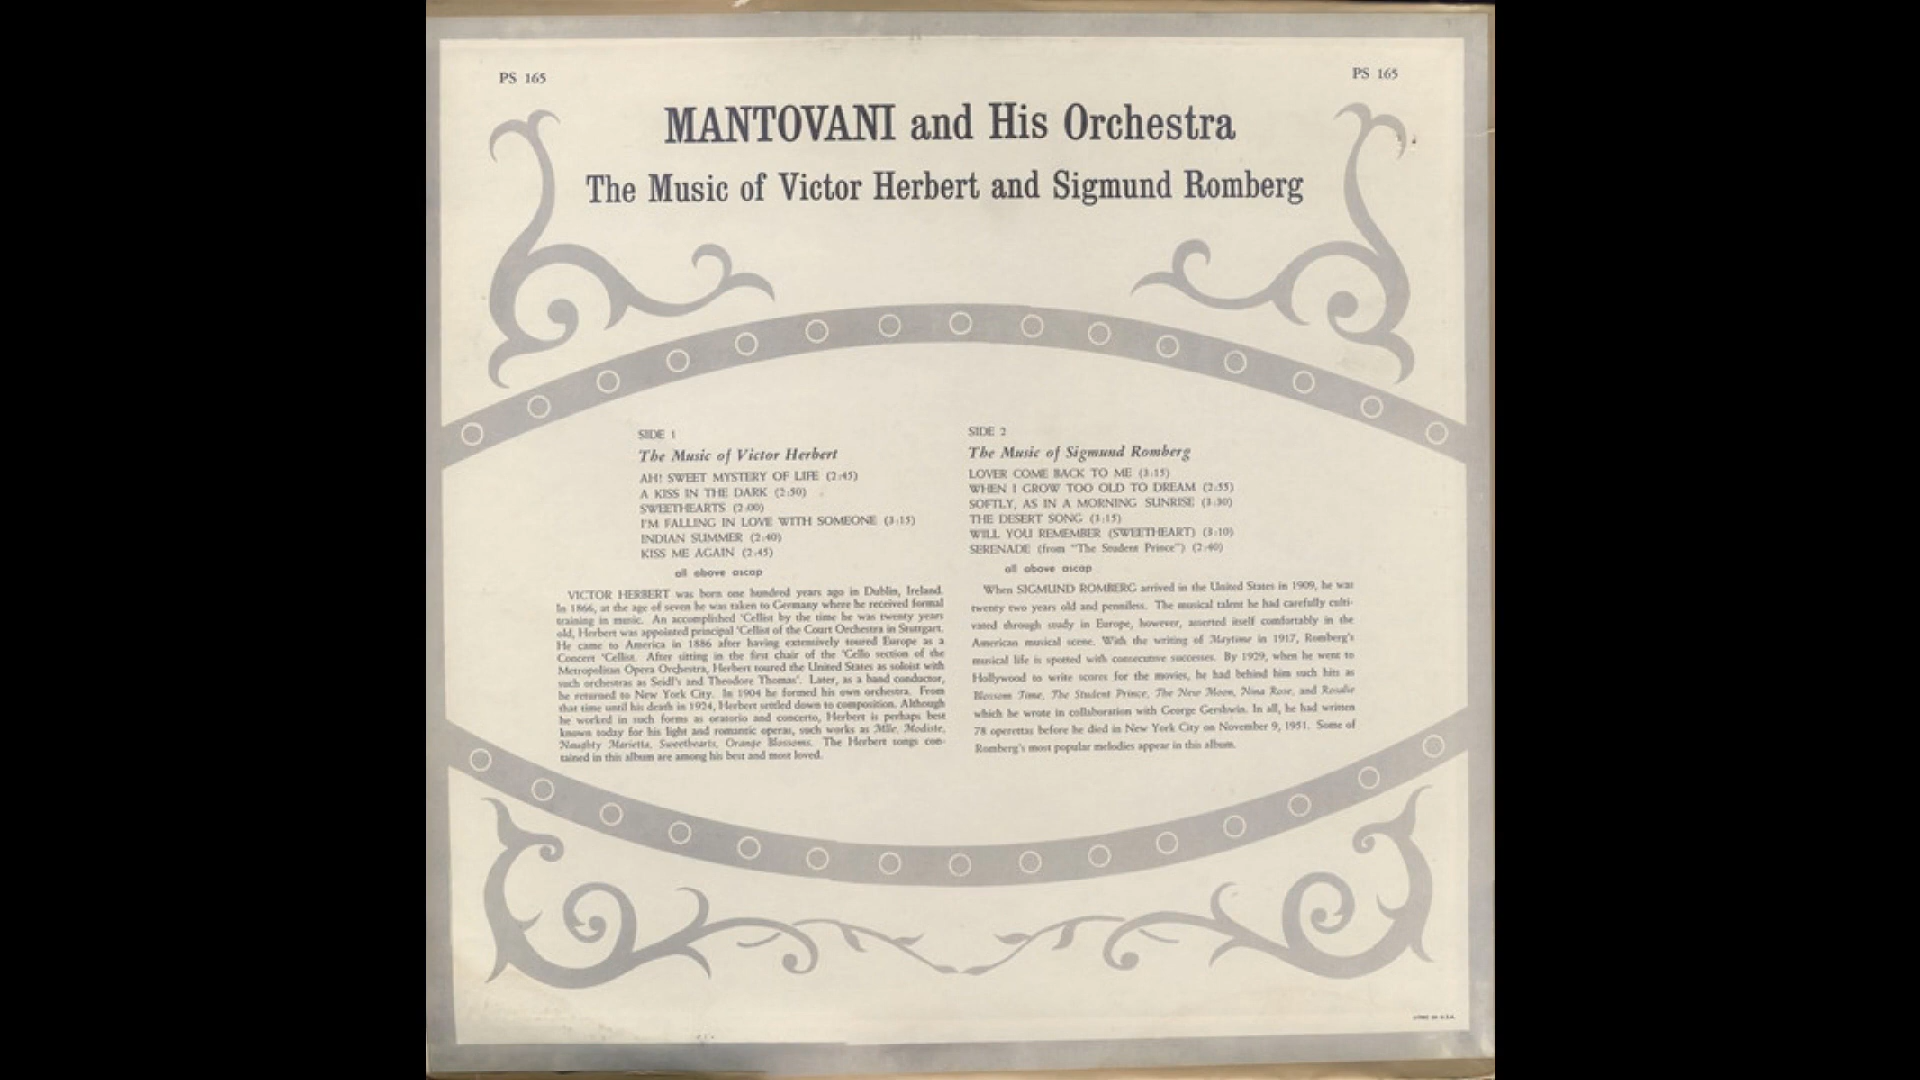 PS 165
PS 165
MANTOVANI and His Orchestra
The Music of Victor Herbert and Sigmund Romberg
SIDE 1
The Music of Victor Herbert
AH! SWEET MYSTERY OF LIFE (2:45)
A KISS IN THE DARK (2:50)
SWEETHEARTS (2:00)
I'M FALLING IN LOVE WITH SOMEONE (3:15)
INDIAN SUMMER (2:40)
KISS ME AGAIN (2:45)
all above ascap
VICTOR HERBERT was born one hundred years ago in Dublin, Ireland.
In 1866, at the age of seven he was taken to Germany where he received formal
training in music. An accomplished 'Cellist by the time he was twenty years
old, Herbert was appointed principal 'Cellist of the Court Orchestra in Stuttgart.
He came to America in 1886 after having extensively toured Europe as a
Concert 'Cellist. After sitting in the first chair of the 'Cello section of the
Metropolitan Opera Orchestra, Herbert toured the United States as soloist with
such orchestras as Seidl's and Theodore Thomas'. Later, as a band conductor,
he returned to New York City. In 1904 he formed his own orchestra. From
that time until his death in 1924, Herbert settled down to composition. Although
he worked in such forms as oratorio and concerto, Herbert is perhaps best
known today for his light and romantic operas, such works as Mlle. Modiste,
Naughty Marietta, Sweethearts, Orange Blossoms. The Herbert songs con-
tained in this album are among his best and most loved.
SIDE 2
The Music of Sigmund Romberg
LOVER COME BACK TO ME (3:15)
WHEN I GROW TOO OLD TO DREAM (2:55)
SOFTLY, AS IN A MORNING SUNRISE (3:30)
THE DESERT SONG (3:15)
WILL YOU REMEMBER (SWEETHEART) (3:10)
SERENADE (from "The Student Prince") (2:40)
all above ascap
When SIGMUND ROMBERG arrived in the United States in 1909, he was
twenty two years old and penniless. The musical talent he had carefully culti-
vated through study in Europe, however, asserted itself comfortably in the
American musical scene. With the writing of Maytime in 1917, Romberg's
musical life is spotted with consecutive successes. By 1929, when he went to
Hollywood to write scores for the movies, he had behind him such hits as
Blossom Time, The Student Prince, The New Moon, Nina Rosa, and Rosalie
which he wrote in collaboration with George Gershwin. In all, he had written
78 operettas before he died in New York City on November 9, 1951. Some of
Romberg's most popular melodies appear in this album.
U.S.A.